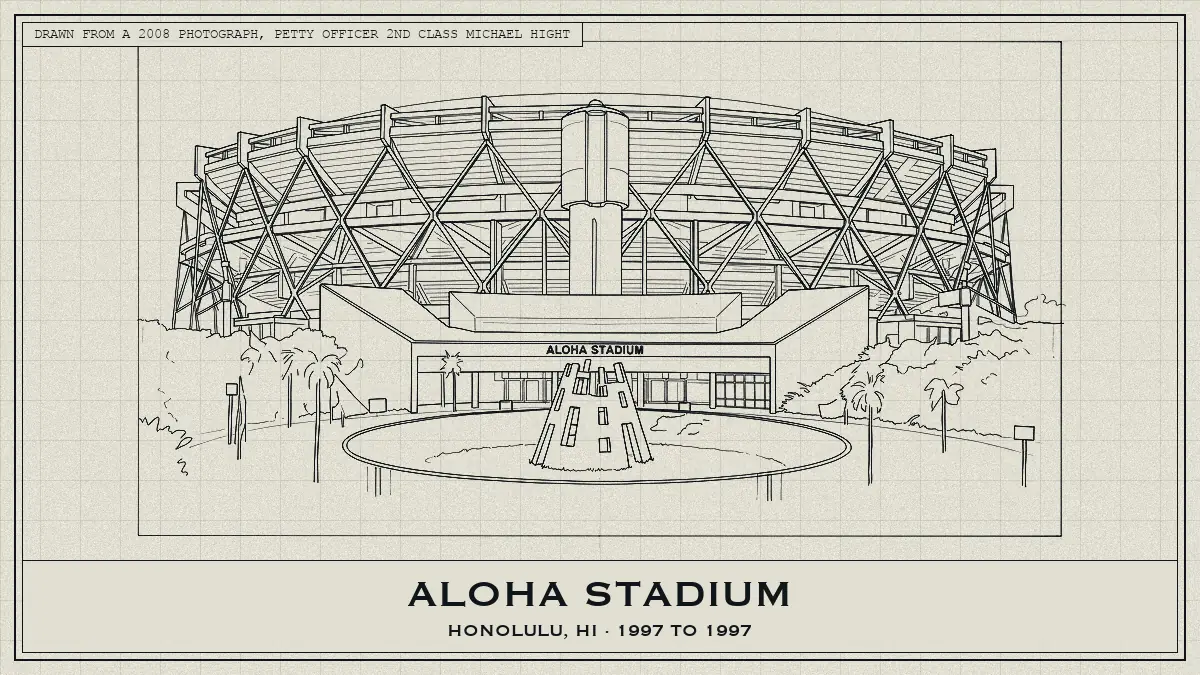 DRAWN FROM A 2008 PHOTOGRAPH, PETTY OFFICER 2ND CLASS MICHAEL HIGHT
ALOHA STADIUM
ALOHA STADIUM
HONOLULU, HI · 1997 TO 1997